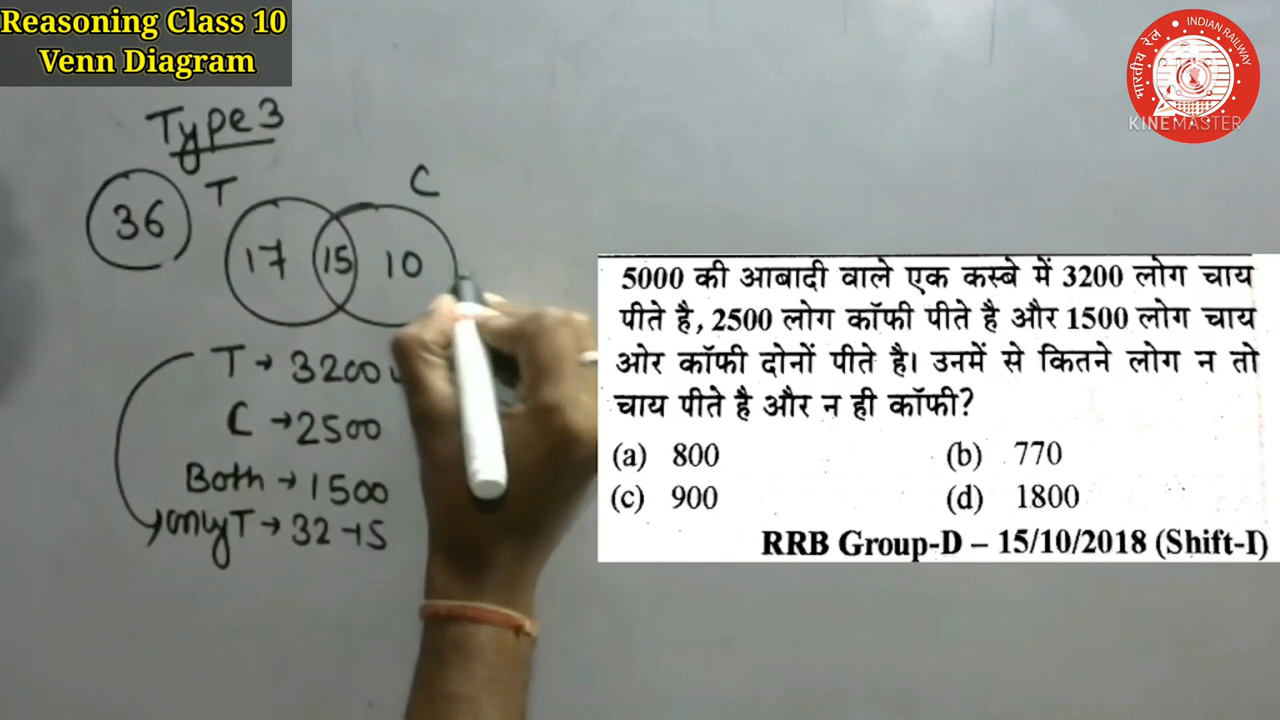 Reasoning Class 10
Venn Diagram
भारतीय रेल INDIAN RAILWAY
KINEMASTER
Type 3
36
T
C
17 15 10
T → 3200
C → 2500
Both → 1500
only T → 32 - 15
5000 की आबादी वाले एक कस्बे में 3200 लोग चाय
पीते है, 2500 लोग कॉफी पीते है और 1500 लोग चाय
ओर कॉफी दोनों पीते है। उनमें से कितने लोग न तो
चाय पीते है और न ही कॉफी?
(a) 800 (b) 770
(c) 900 (d) 1800
RRB Group-D – 15/10/2018 (Shift-I)